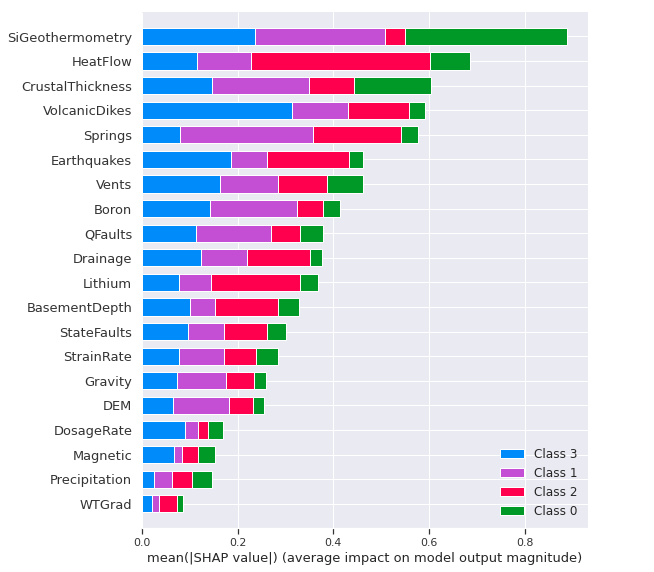 SiGeothermometry
HeatFlow
CrustalThickness
VolcanicDikes
Springs
Earthquakes
Vents
Boron
QFaults
Drainage
Lithium
BasementDepth
StateFaults
StrainRate
Gravity
DEM
DosageRate
Magnetic
Precipitation
WTGrad
Class 3
Class 1
Class 2
Class 0
0.0 0.2 0.4 0.6 0.8
mean(|SHAP value|) (average impact on model output magnitude)